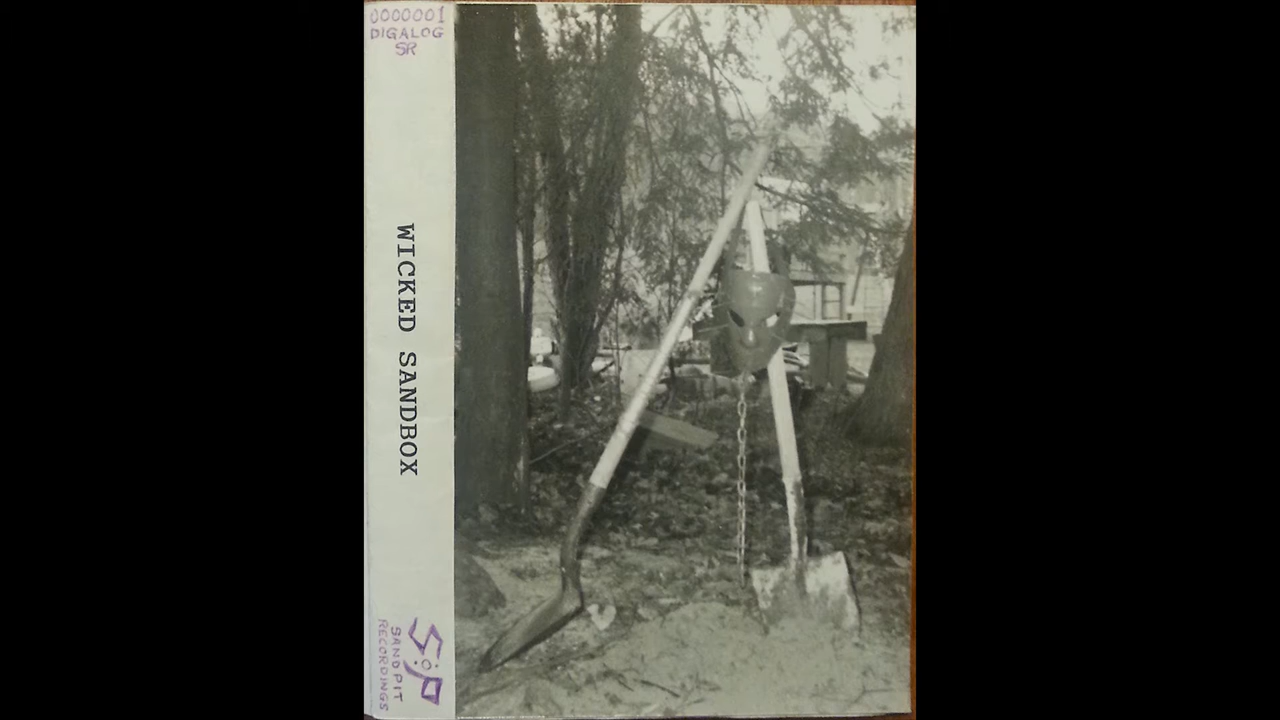 0000001
DIGALOG
SR
WICKED SANDBOX
S:P
SANDPIT
RECORDINGS